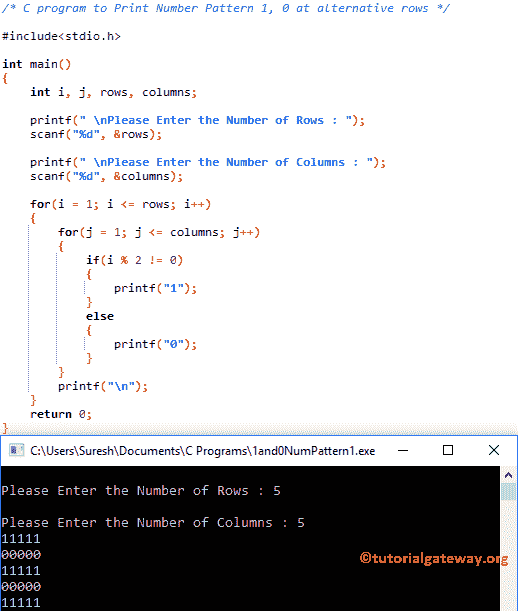 /* C program to Print Number Pattern 1, 0 at alternative rows */
#include<stdio.h>
int main()
{
int i, j, rows, columns;
printf(" \nPlease Enter the Number of Rows : ");
scanf("%d", &rows);
printf(" \nPlease Enter the Number of Columns : ");
scanf("%d", &columns);
for(i = 1; i <= rows; i++)
{
for(j = 1; j <= columns; j++)
{
if(i % 2 != 0)
{
printf("1");
}
else
{
printf("0");
}
}
printf("\n");
}
return 0;
}
C:\Users\Suresh\Documents\C Programs\1and0NumPattern1.exe
Please Enter the Number of Rows : 5
Please Enter the Number of Columns : 5
11111
00000
©tutorialgateway.org
11111
00000
11111